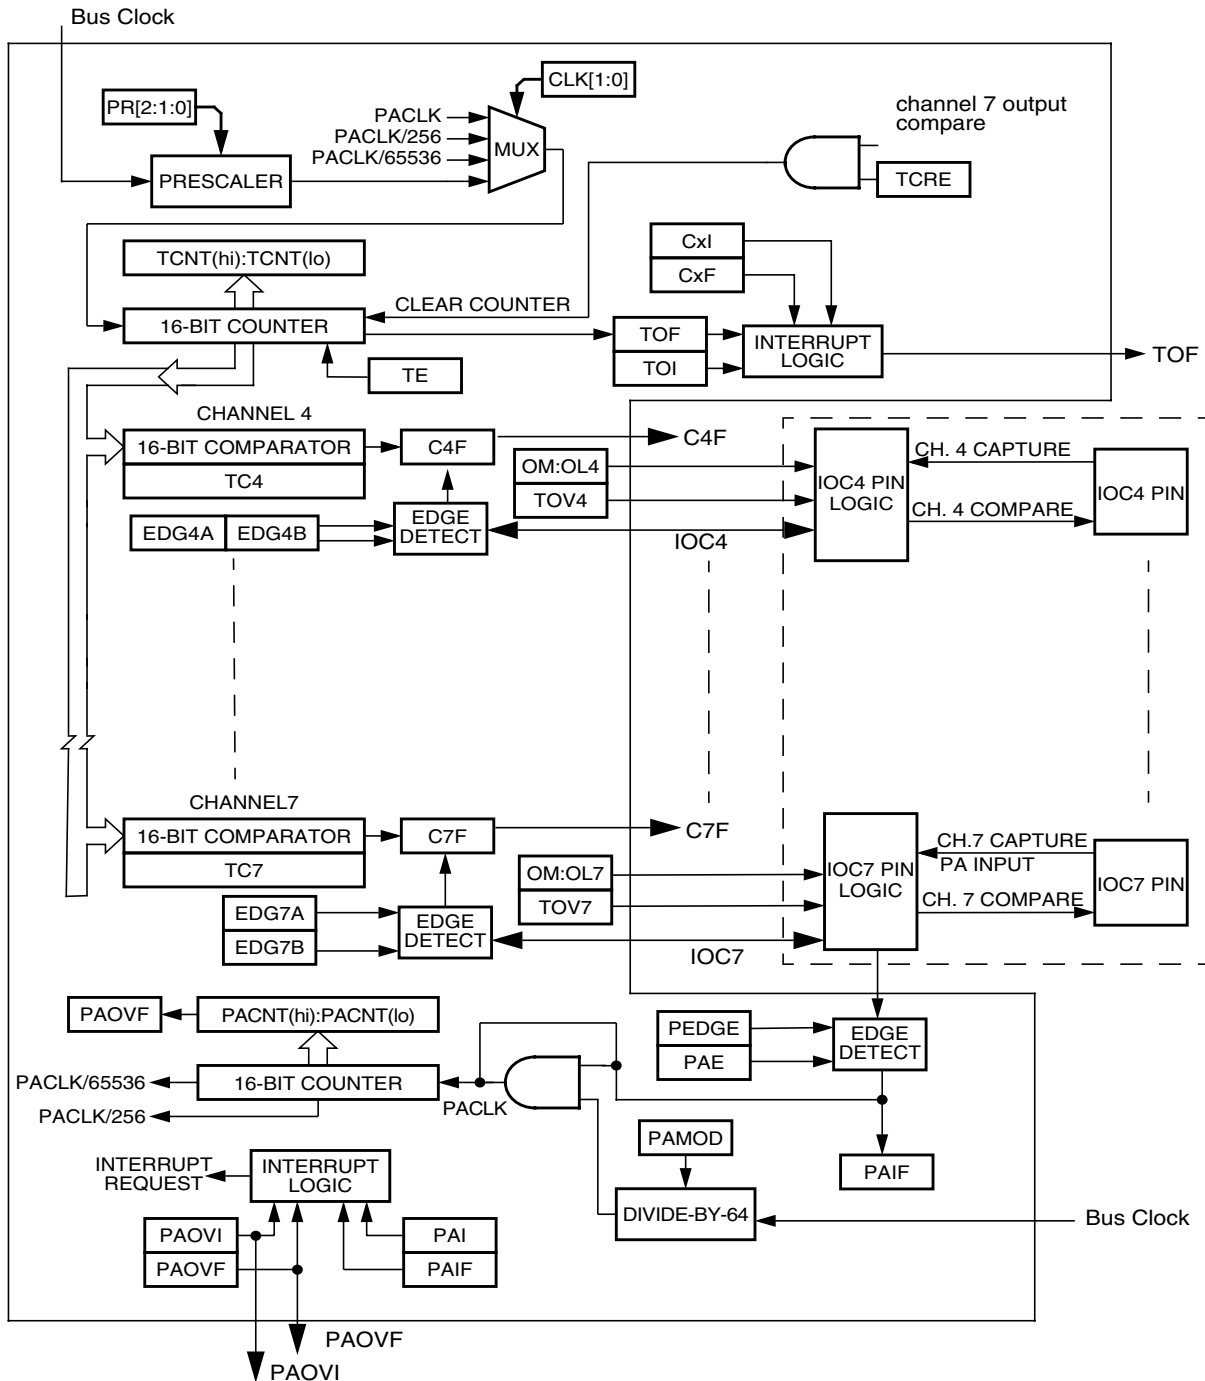 Bus Clock
PR[2:1:0]
CLK[1:0]
PACLK
PACLK/256
PACLK/65536
MUX
PRESCALER
channel 7 output
compare
TCRE
TCNT(hi):TCNT(lo)
CxI
CxF
CLEAR COUNTER
16-BIT COUNTER
TOF
TOI
INTERRUPT
LOGIC
TOF
TE
CHANNEL 4
16-BIT COMPARATOR
TC4
C4F
C4F
OM:OL4
TOV4
IOC4 PIN
LOGIC
CH. 4 CAPTURE
CH. 4 COMPARE
IOC4 PIN
EDG4A
EDG4B
EDGE
DETECT
IOC4
CHANNEL7
16-BIT COMPARATOR
TC7
C7F
C7F
OM:OL7
TOV7
IOC7 PIN
LOGIC
CH.7 CAPTURE
PA INPUT
CH. 7 COMPARE
IOC7 PIN
EDG7A
EDG7B
EDGE
DETECT
IOC7
PAOVF
PACNT(hi):PACNT(lo)
PEDGE
PAE
EDGE
DETECT
PACLK/65536
16-BIT COUNTER
PACLK
PACLK/256
PAMOD
PAIF
INTERRUPT
REQUEST
INTERRUPT
LOGIC
DIVIDE-BY-64
Bus Clock
PAOVI
PAOVF
PAI
PAIF
PAOVF
PAOVI